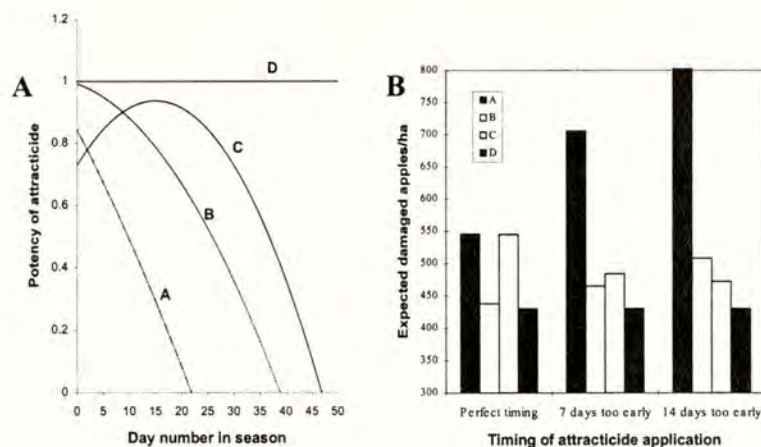 A
1.2
1
0.8
0.6
0.4
0.2
0
Potency of attracticide
D
C
B
A
0 5 10 15 20 25 30 35 40 45 50
Day number in season
B
800
750
700
650
600
550
500
450
400
350
300
Expected damaged apples/ha
A
B
C
D
Perfect timing 7 days too early 14 days too early
Timing of attracticide application